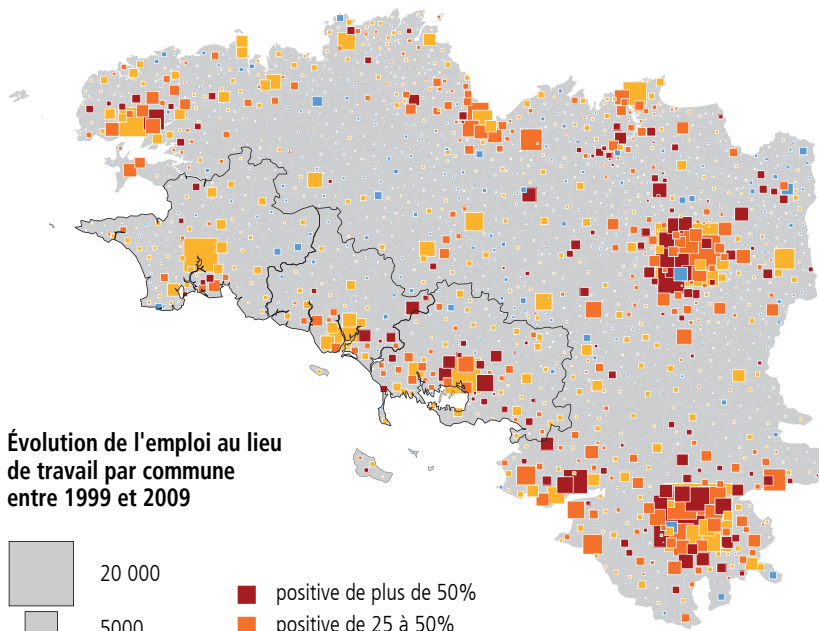 Évolution de l'emploi au lieu
de travail par commune
entre 1999 et 2009
20 000
5000
positive de plus de 50%
positive de 25 à 50%